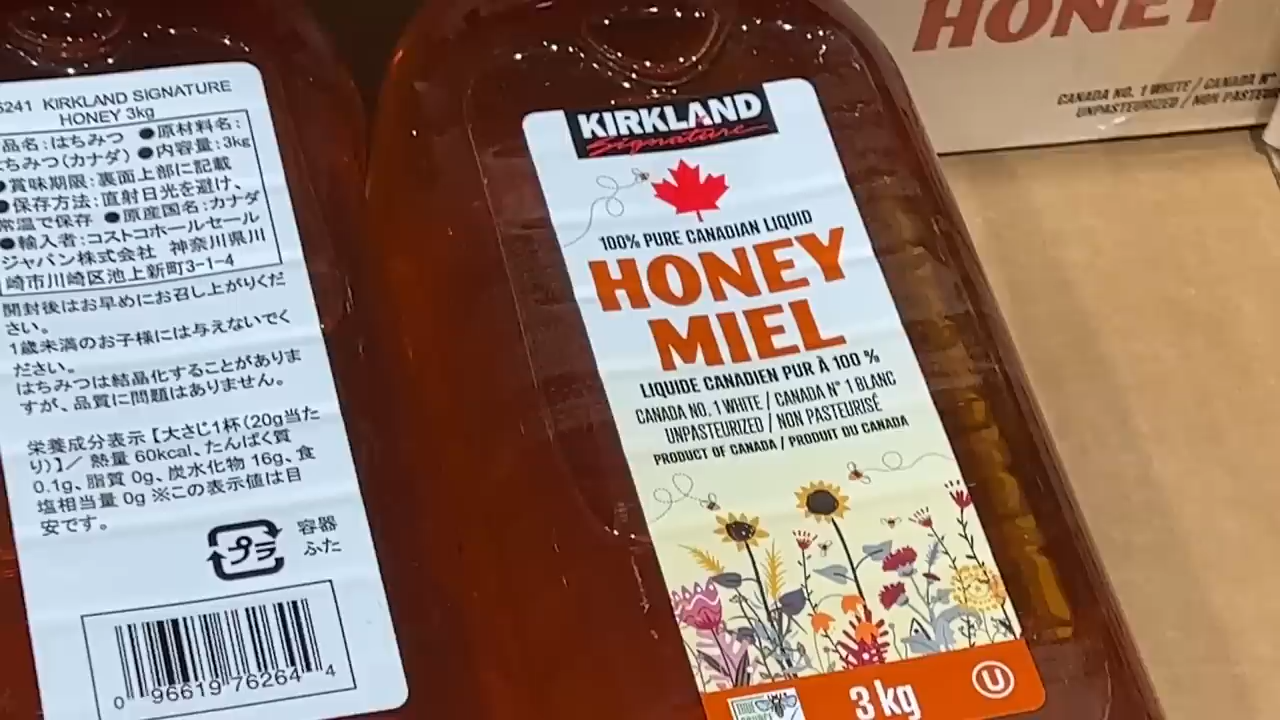 6241 KIRKLAND SIGNATURE
HONEY 3kg
品名:はちみつ ●原材料名:
ちみつ(カナダ) ●内容量:3kg
●賞味期限:裏面上部に記載
●保存方法:直射日光を避け、
常温で保存 ●原産国名:カナダ
●輸入者:コストコホールセール
ジャパン株式会社 神奈川県川
崎市川崎区池上新町3-1-4
開封後はお早めにお召し上がりくだ
さい。
1歳未満のお子様には与えないでく
ださい。
はちみつは結晶化することがありま
すが、品質に問題はありません。
栄養成分表示【大さじ1杯(20g当た
り)】/ 熱量 60kcal、たんぱく質
0.1g、脂質 0g、炭水化物 16g、食
塩相当量 0g ※この表示値は目
安です。
プラ
容器
ふた
0 96619 76264 4
KIRKLAND
Signature
100% PURE CANADIAN LIQUID
HONEY
MIEL
LIQUIDE CANADIEN PUR À 100 %
CANADA NO. 1 WHITE / CANADA N° 1 BLANC
UNPASTEURIZED / NON PASTEURISÉ
PRODUCT OF CANADA / PRODUIT DU CANADA
3 kg
U
HONEY
CANADA NO. 1 WHITE / CANADA N°
UNPASTEURIZED / NON PASTEUR